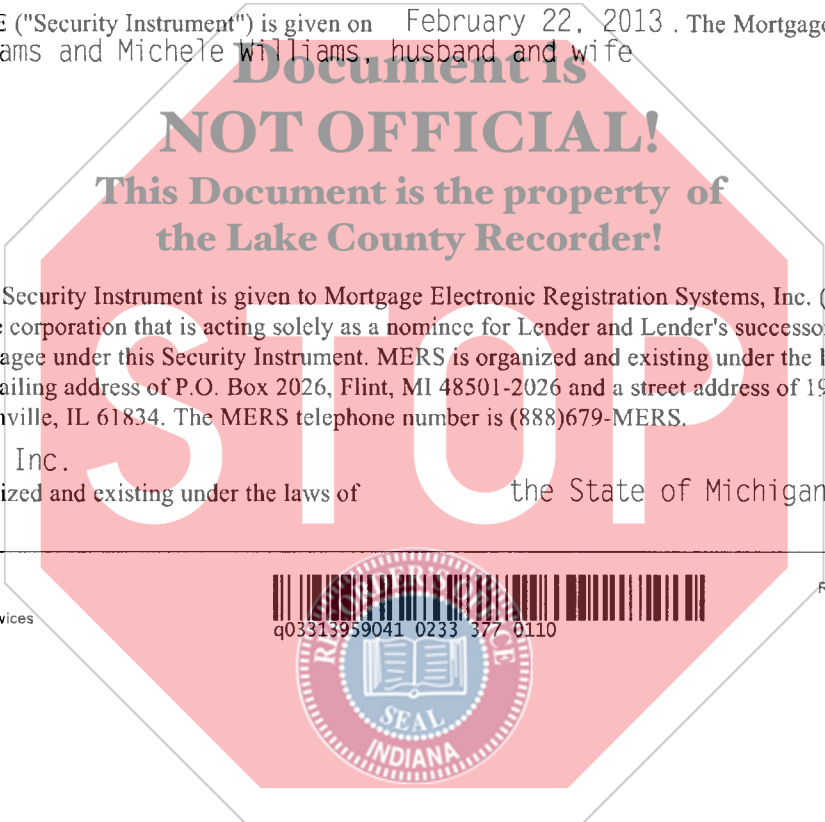 E ("Security Instrument") is given on February 22, 2013 . The Mortgag
ams and Michele Williams, husband and wife
Document is
NOT OFFICIAL!
This Document is the property of
the Lake County Recorder!
Security Instrument is given to Mortgage Electronic Registration Systems, Inc. (
corporation that is acting solely as a nominee for Lender and Lender's successo
agee under this Security Instrument. MERS is organized and existing under the
ailing address of P.O. Box 2026, Flint, MI 48501-2026 and a street address of 19
nville, IL 61834. The MERS telephone number is (888)679-MERS.
STOP
Inc.
ized and existing under the laws of the State of Michigan
vices
q03313959041 0233 377 0110
RECORDER'S OFFICE
SEAL
INDIANA